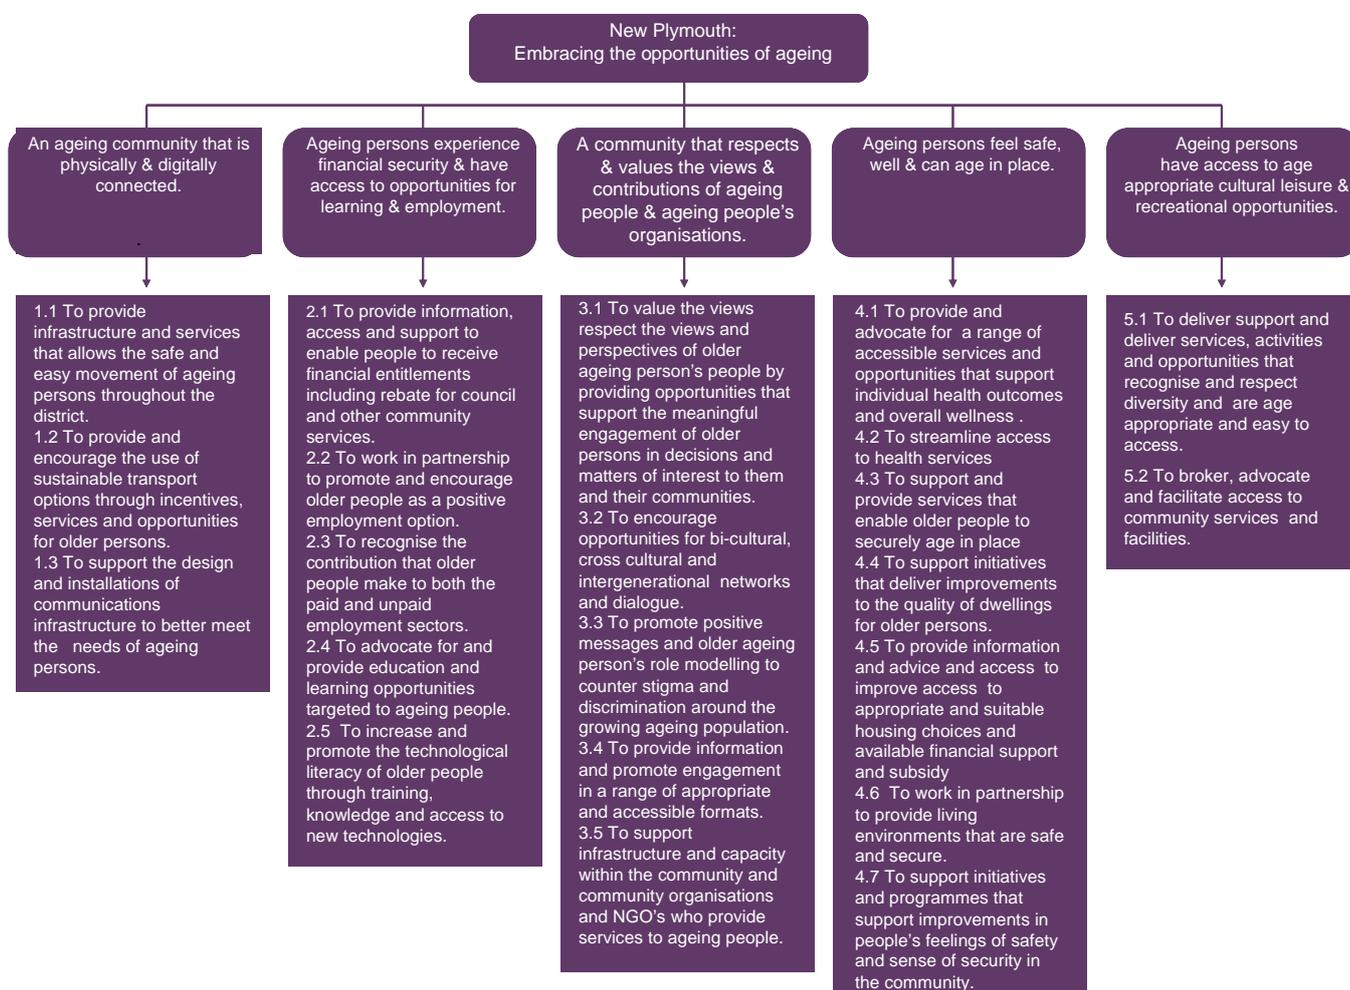 New Plymouth:
Embracing the opportunities of ageing
An ageing community that is
physically & digitally
connected.
.
Ageing persons experience
financial security & have
access to opportunities for
learning & employment.
A community that respects
& values the views &
contributions of ageing
people & ageing people’s
organisations.
Ageing persons feel safe,
well & can age in place.
Ageing persons
have access to age
appropriate cultural leisure &
recreational opportunities.
1.1 To provide
infrastructure and services
that allows the safe and
easy movement of ageing
persons throughout the
district.
1.2 To provide and
encourage the use of
sustainable transport
options through incentives,
services and opportunities
for older persons.
1.3 To support the design
and installations of
communications
infrastructure to better meet
the   needs of ageing
persons.
2.1 To provide information,
access and support to
enable people to receive
financial entitlements
including rebate for council
and other community
services.
2.2 To work in partnership
to promote and encourage
older people as a positive
employment option.
2.3 To recognise the
contribution that older
people make to both the
paid and unpaid
employment sectors.
2.4 To advocate for and
provide education and
learning opportunities
targeted to ageing people.
2.5  To increase and
promote the technological
literacy of older people
through training,
knowledge and access to
new technologies.
3.1 To value the views
respect the views and
perspectives of older
ageing person’s people by
providing opportunities that
support the meaningful
engagement of older
persons in decisions and
matters of interest to them
and their communities.
3.2 To encourage
opportunities for bi-cultural,
cross cultural and
intergenerational  networks
and dialogue.
3.3 To promote positive
messages and older ageing
person’s role modelling to
counter stigma and
discrimination around the
growing ageing population.
3.4 To provide information
and promote engagement
in a range of appropriate
and accessible formats.
3.5 To support
infrastructure and capacity
within the community and
community organisations
and NGO’s who provide
services to ageing people.
4.1 To provide and
advocate for  a range of
accessible services and
opportunities that support
individual health outcomes
and overall wellness .
4.2 To streamline access
to health services
4.3 To support and
provide services that
enable older people to
securely age in place
4.4 To support initiatives
that deliver improvements
to the quality of dwellings
for older persons.
4.5 To provide information
and advice and access  to
improve access  to
appropriate and suitable
housing choices and
available financial support
and subsidy
4.6  To work in partnership
to provide living
environments that are safe
and secure.
4.7 To support initiatives
and programmes that
support improvements in
people’s feelings of safety
and sense of security in
the community.
5.1 To deliver support and
deliver services, activities
and opportunities that
recognise and respect
diversity and  are age
appropriate and easy to
access.
5.2 To broker, advocate
and facilitate access to
community services  and
facilities.